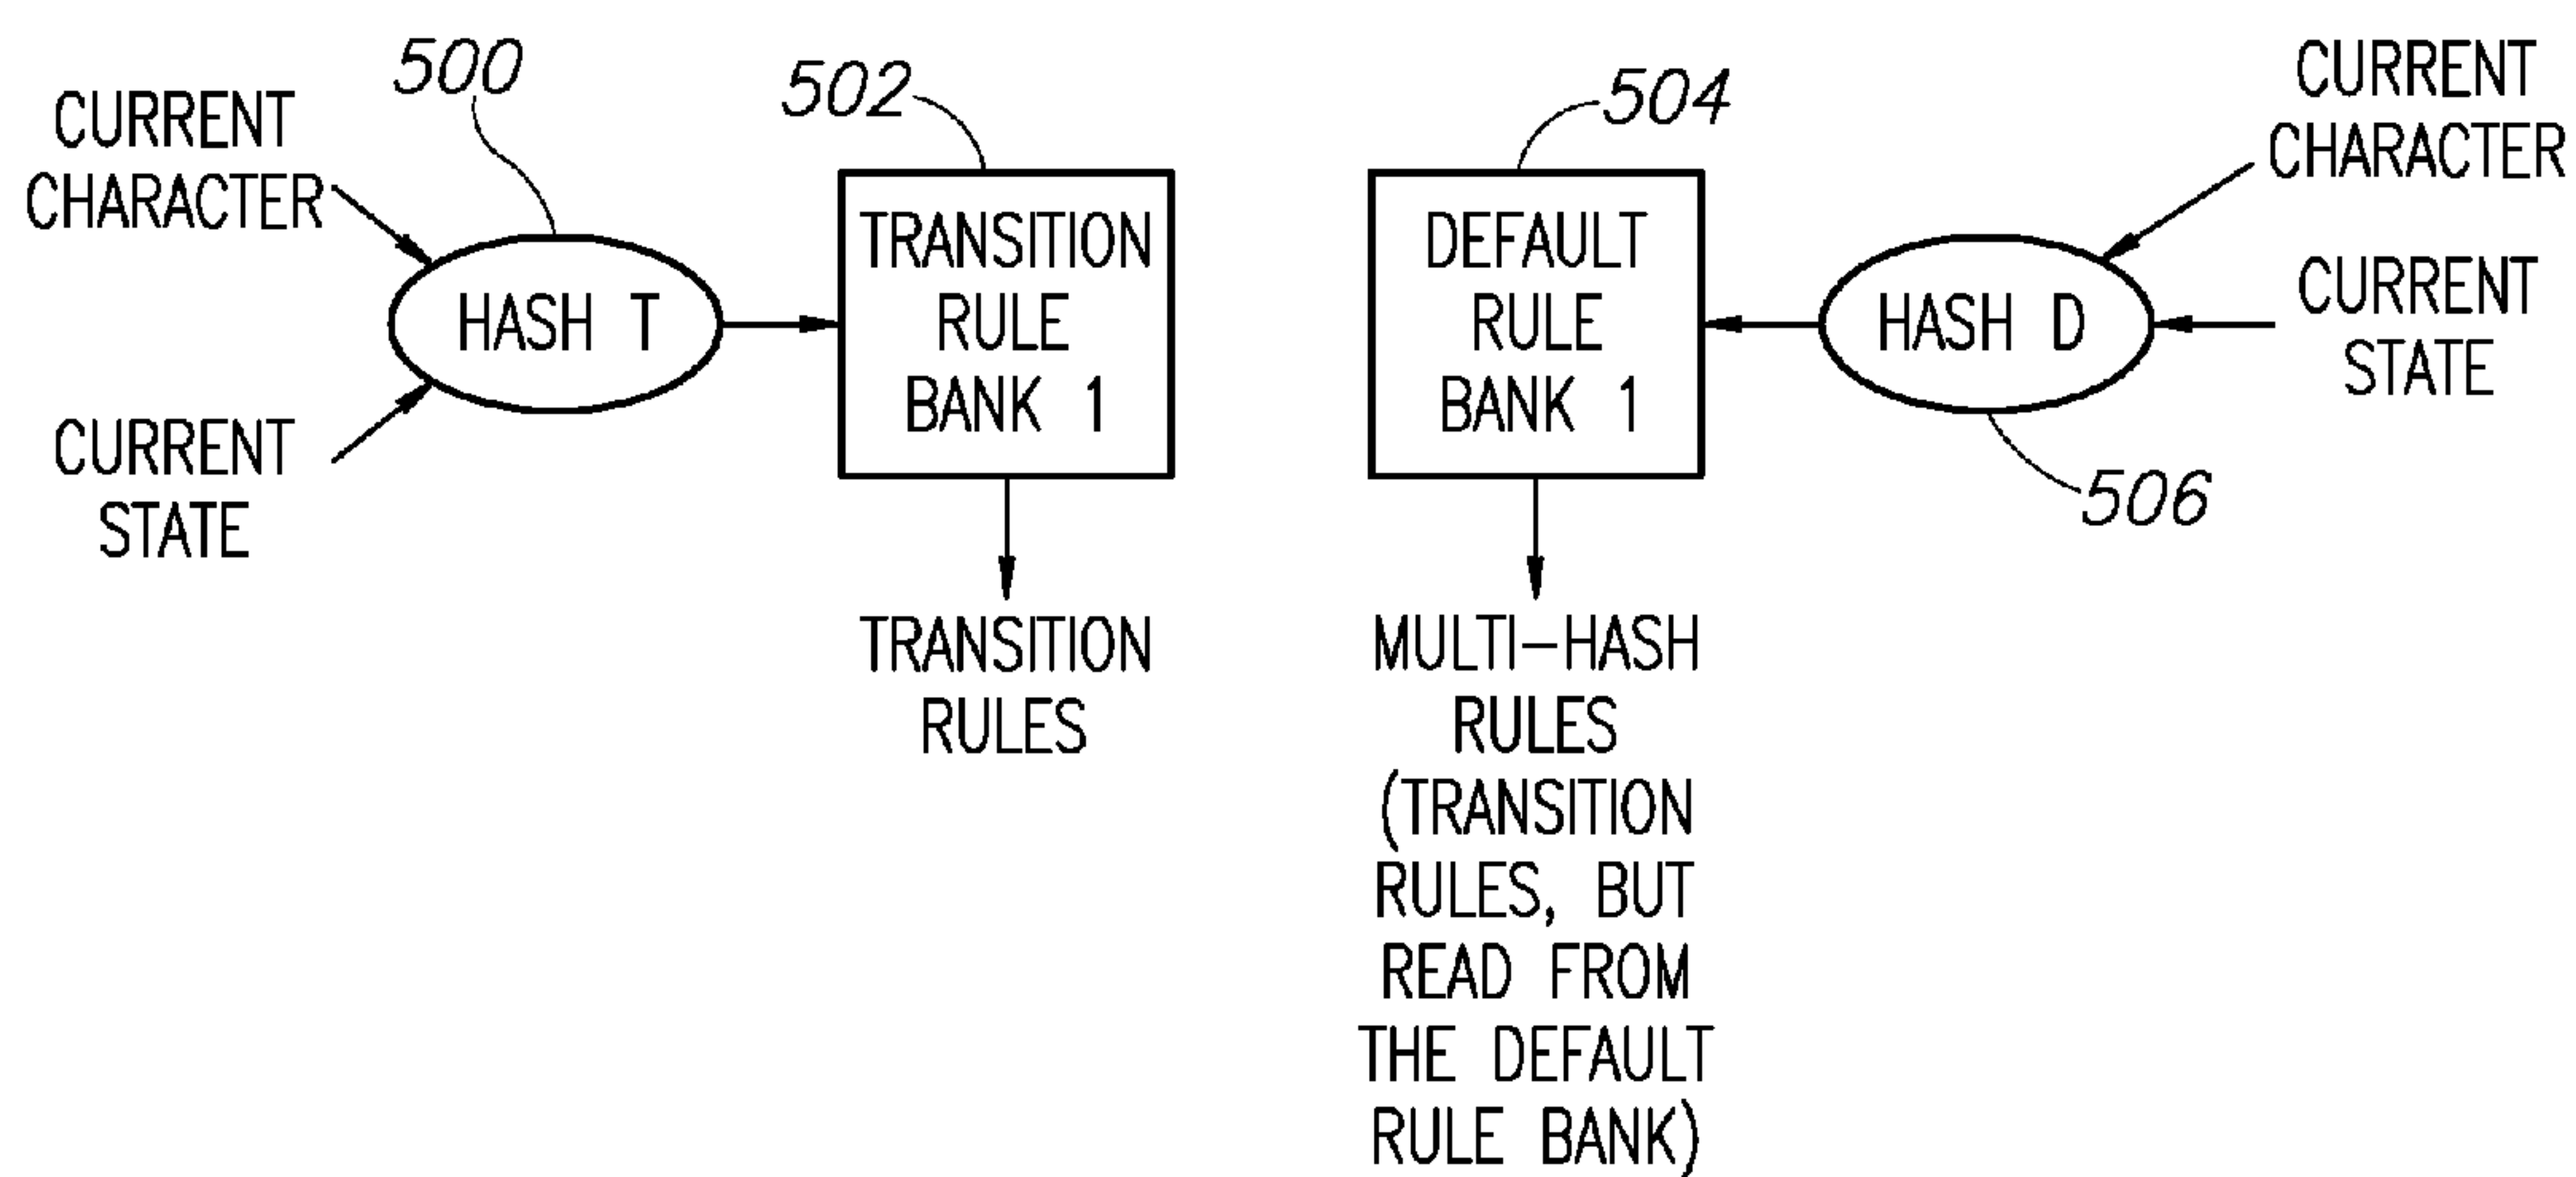 500
502
504
CURRENT
CHARACTER
CURRENT
CHARACTER
HASH T
TRANSITION
RULE
BANK 1
DEFAULT
RULE
BANK 1
HASH D
CURRENT
STATE
CURRENT
STATE
506
TRANSITION
RULES
MULTI-HASH
RULES
(TRANSITION
RULES, BUT
READ FROM
THE DEFAULT
RULE BANK)